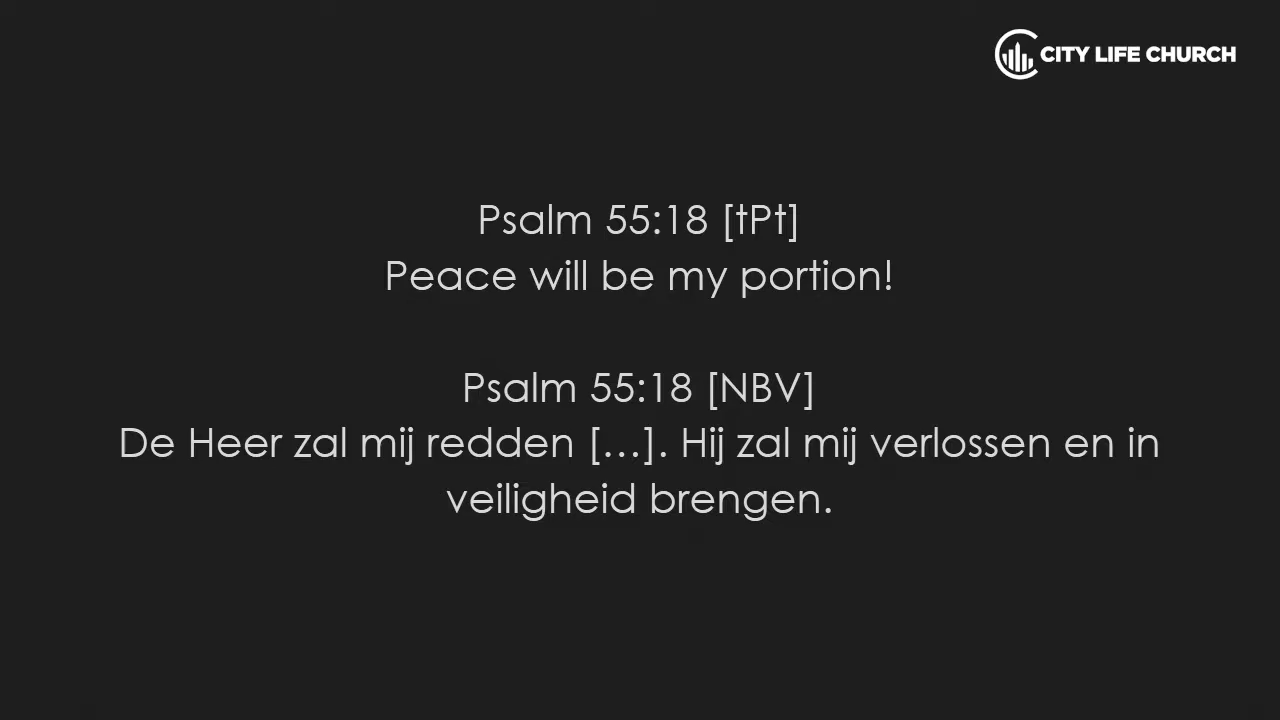 CITY LIFE CHURCH
Psalm 55:18 [tPt]
Peace will be my portion!
Psalm 55:18 [NBV]
De Heer zal mij redden [...]. Hij zal mij verlossen en in
veiligheid brengen.